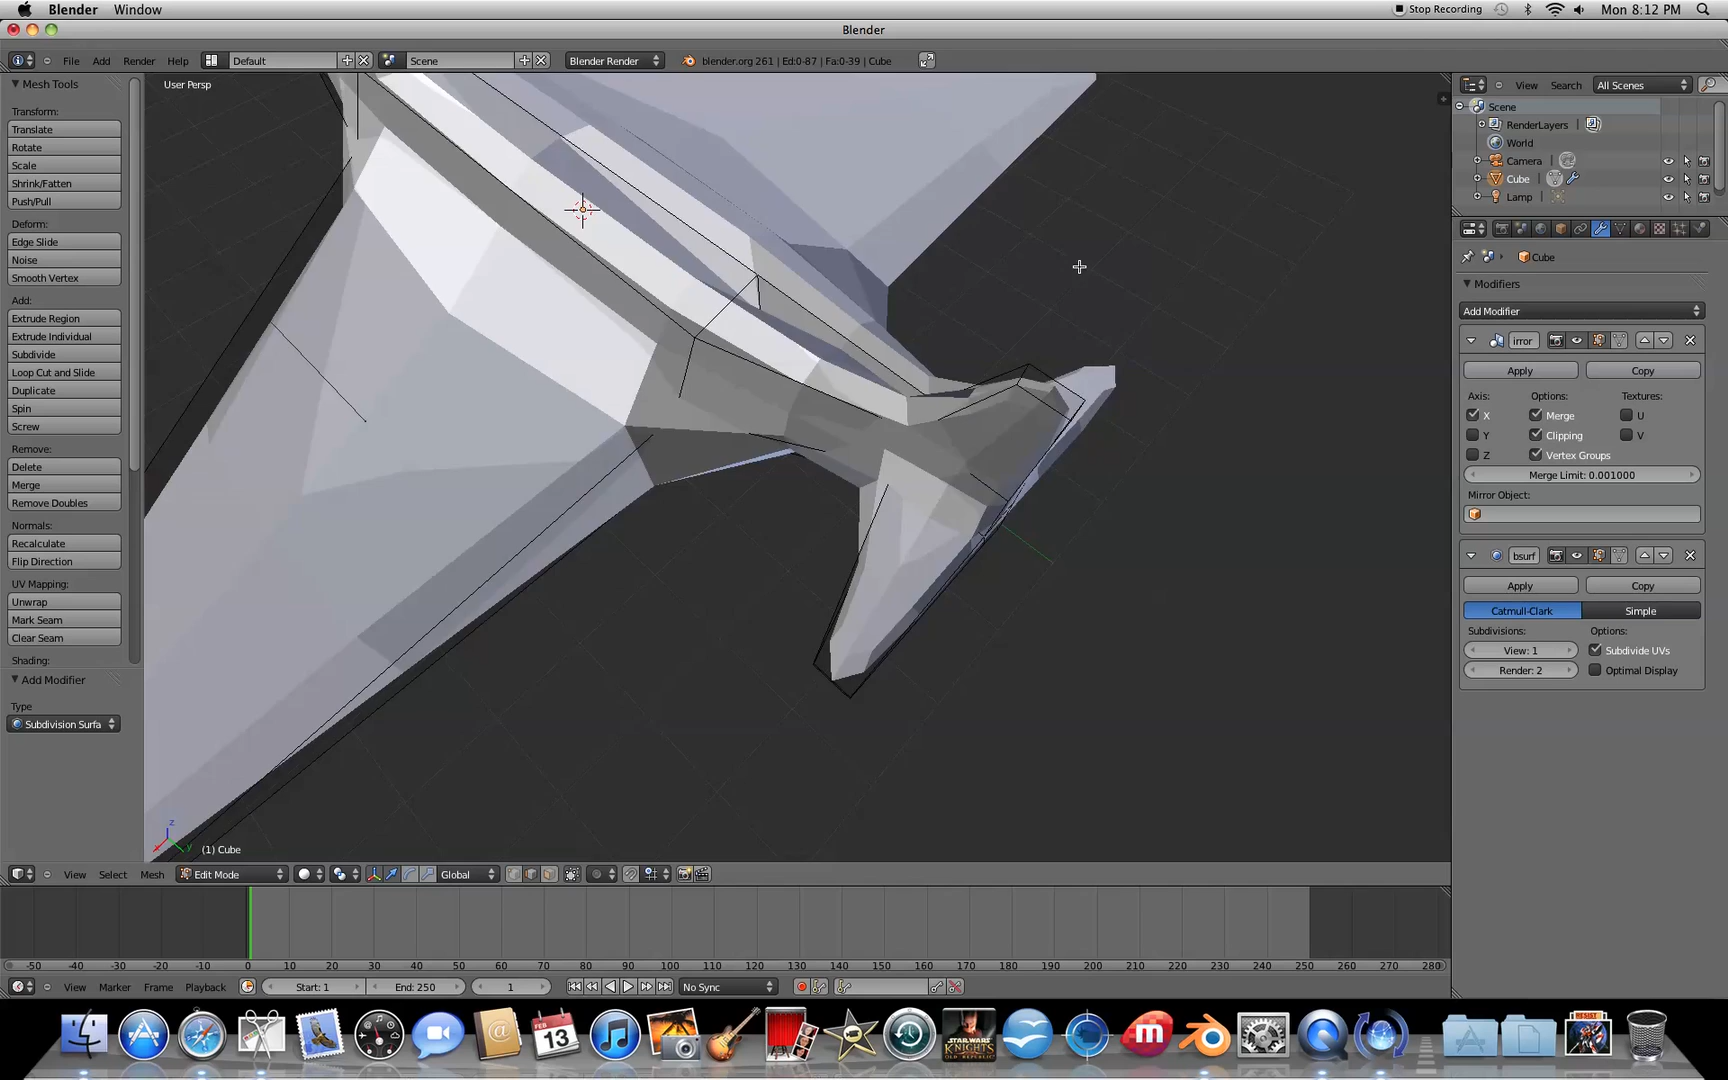 Blender Window Stop Recording Mon 8:12 PM
Blender
File Add Render Help Default Scene Blender Render blender.org 261 | Ed:0-87 | Fa:0-39 | Cube View Search All Scenes
Mesh Tools
User Persp
Transform:
Translate
Rotate
Scale
Shrink/Fatten
Push/Pull
Deform:
Edge Slide
Noise
Smooth Vertex
Add:
Extrude Region
Extrude Individual
Subdivide
Loop Cut and Slide
Duplicate
Spin
Screw
Remove:
Delete
Merge
Remove Doubles
Normals:
Recalculate
Flip Direction
UV Mapping:
Unwrap
Mark Seam
Clear Seam
Shading:
Add Modifier
Type
Subdivision Surfa
z
x y
(1) Cube
Scene
RenderLayers
World
Camera
Cube
Lamp
Cube
Modifiers
Add Modifier
irror
Apply Copy
Axis: Options: Textures:
X Merge U
Y Clipping V
Z Vertex Groups
Merge Limit: 0.001000
Mirror Object:
bsurf
Apply Copy
Catmull-Clark Simple
Subdivisions: Options:
View: 1 Subdivide UVs
Render: 2 Optimal Display
View Select Mesh Edit Mode Global
-50 -40 -30 -20 -10 0 10 20 30 40 50 60 70 80 90 100 110 120 130 140 150 160 170 180 190 200 210 220 230 240 250 260 270 280
View Marker Frame Playback Start: 1 End: 250 1 No Sync
FEB
13
STAR WARS
KNIGHTS
OLD REPUBLIC
m
RESIST